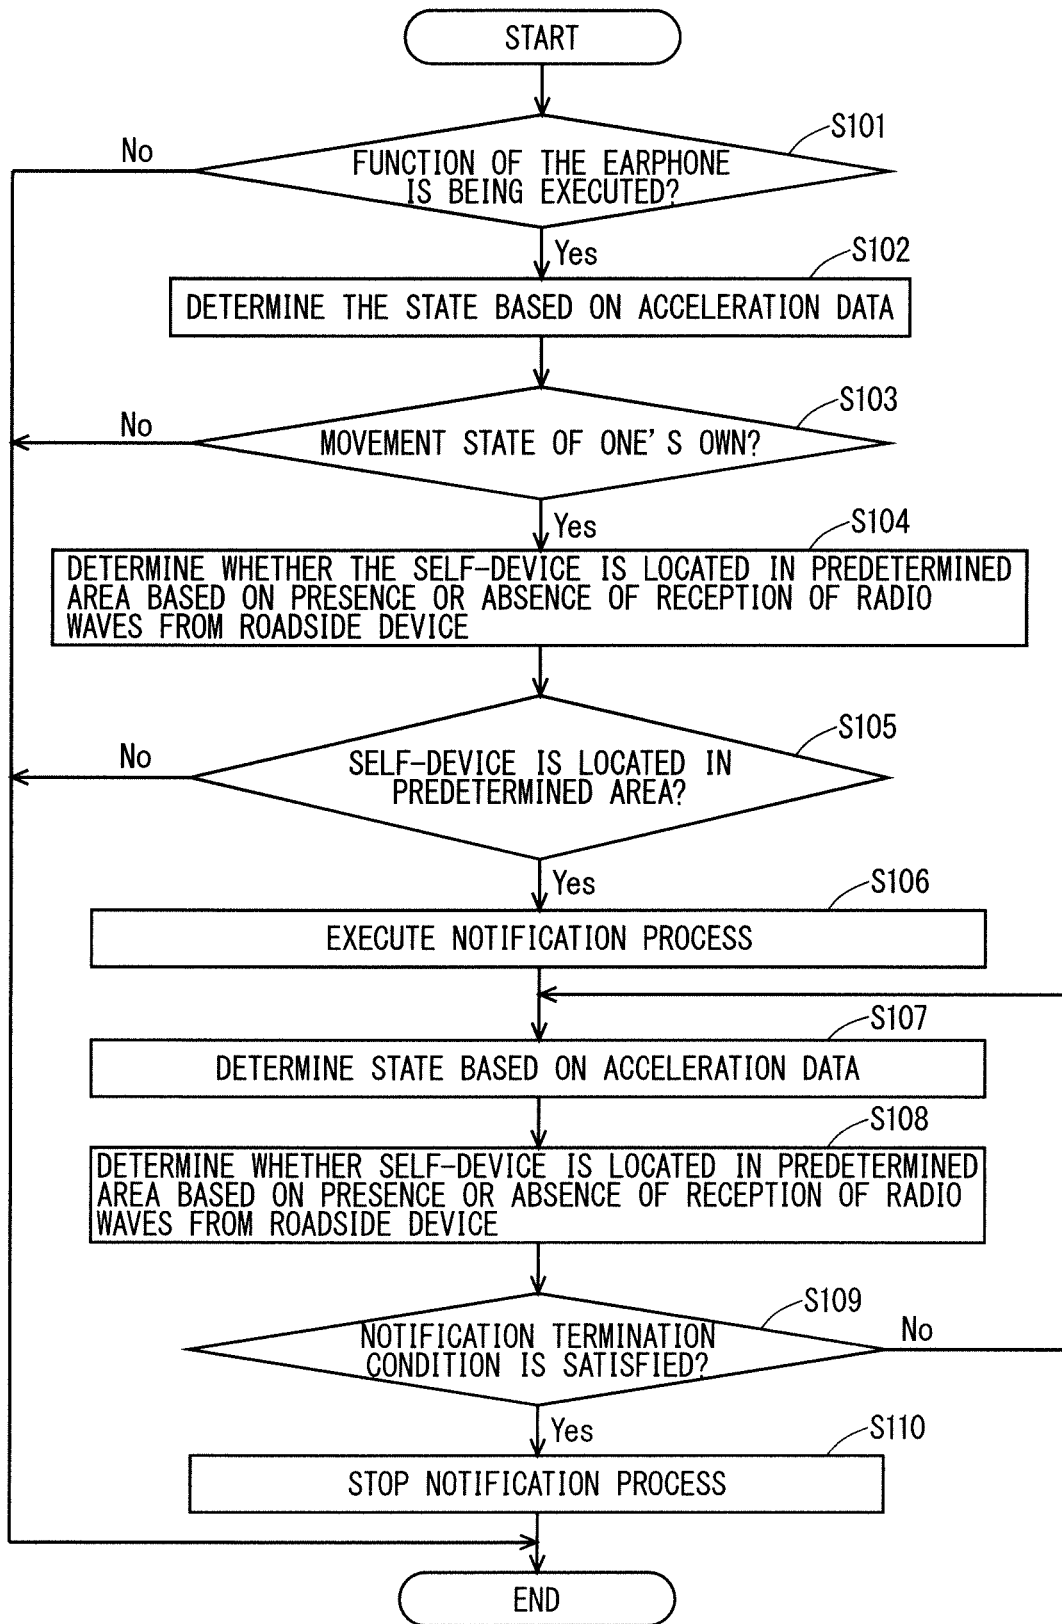 START
S101
No
FUNCTION OF THE EARPHONE
IS BEING EXECUTED?
Yes
S102
DETERMINE THE STATE BASED ON ACCELERATION DATA
S103
No
MOVEMENT STATE OF ONE'S OWN?
Yes
S104
DETERMINE WHETHER THE SELF-DEVICE IS LOCATED IN PREDETERMINED
AREA BASED ON PRESENCE OR ABSENCE OF RECEPTION OF RADIO
WAVES FROM ROADSIDE DEVICE
S105
No
SELF-DEVICE IS LOCATED IN
PREDETERMINED AREA?
Yes
S106
EXECUTE NOTIFICATION PROCESS
S107
DETERMINE STATE BASED ON ACCELERATION DATA
S108
DETERMINE WHETHER SELF-DEVICE IS LOCATED IN PREDETERMINED
AREA BASED ON PRESENCE OR ABSENCE OF RECEPTION OF RADIO
WAVES FROM ROADSIDE DEVICE
S109
NOTIFICATION TERMINATION
CONDITION IS SATISFIED?
No
Yes
S110
STOP NOTIFICATION PROCESS
END